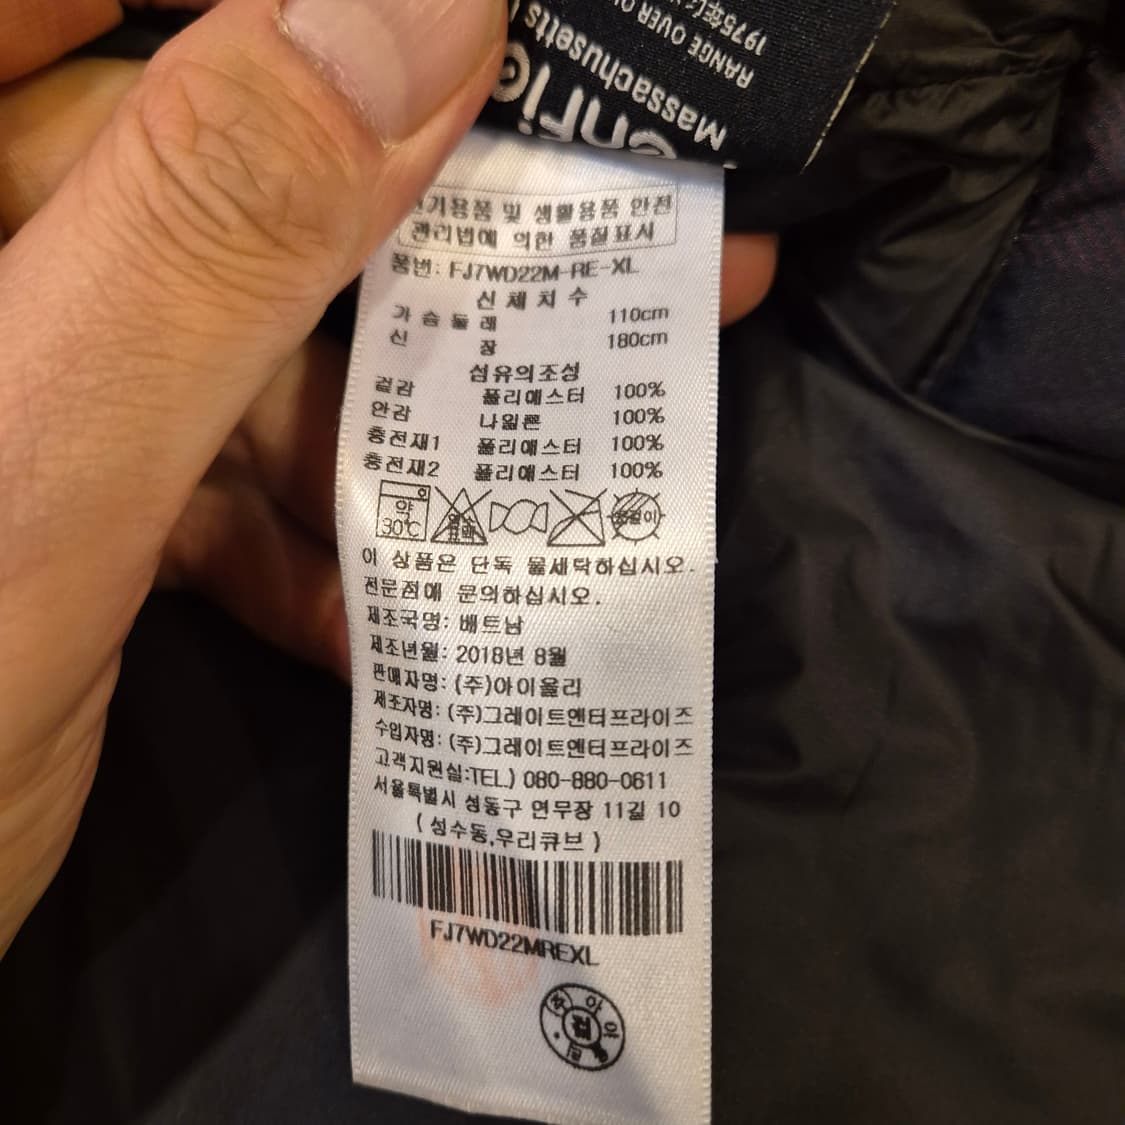 RANGE OVER
Massachusetts
전기용품 및 생활용품 안전
관리법에 의한 품질표시
품번: FJ7WD22M-RE-XL
신 체 치 수
가 슴 둘 레 110cm
신 장 180cm
섬유의조성
겉감 폴리에스터 100%
안감 나일론 100%
충전재1 폴리에스터 100%
충전재2 폴리에스터 100%
약
30℃
염소
표백
옷걸이
이 상품은 단독 물세탁하십시오.
전문점에 문의하십시오.
제조국명: 베트남
제조년월: 2018년 8월
판매자명: (주)아이올리
제조자명: (주)그레이트엔터프라이즈
수입자명: (주)그레이트엔터프라이즈
고객지원실:TEL) 080-880-0611
서울특별시 성동구 연무장 11길 10
( 성수동,우리큐브 )
FJ7WD22MREXL
검